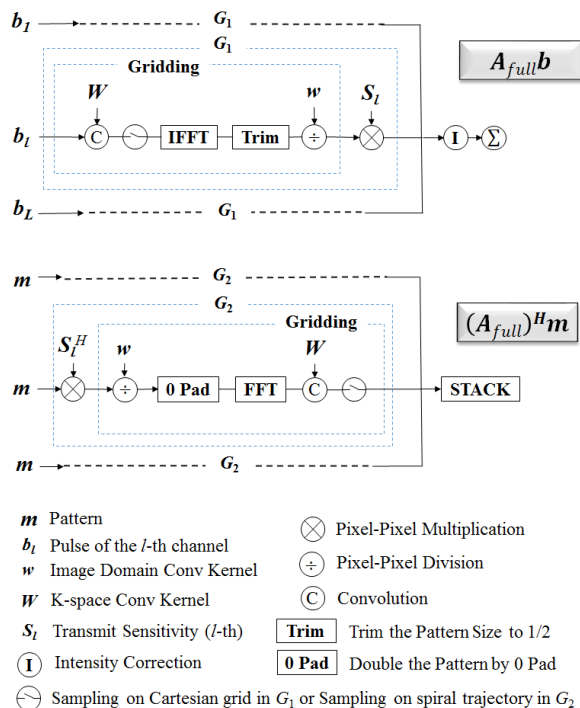 b₁ G₁
G₁
A_full b
Gridding
W w S_l
b_l C IFFT Trim ÷ I Σ
b_L G₁
m G₂
G₂
Gridding
(A_full)^H m
S_l^H w W
m ÷ 0 Pad FFT C STACK
m G₂
m Pattern
b_l Pulse of the l-th channel
w Image Domain Conv Kernel
W K-space Conv Kernel
S_l Transmit Sensitivity (l-th)
I Intensity Correction
Pixel-Pixel Multiplication
÷ Pixel-Pixel Division
C Convolution
Trim Trim the Pattern Size to 1/2
0 Pad Double the Pattern by 0 Pad
Sampling on Cartesian grid in G₁ or Sampling on spiral trajectory in G₂